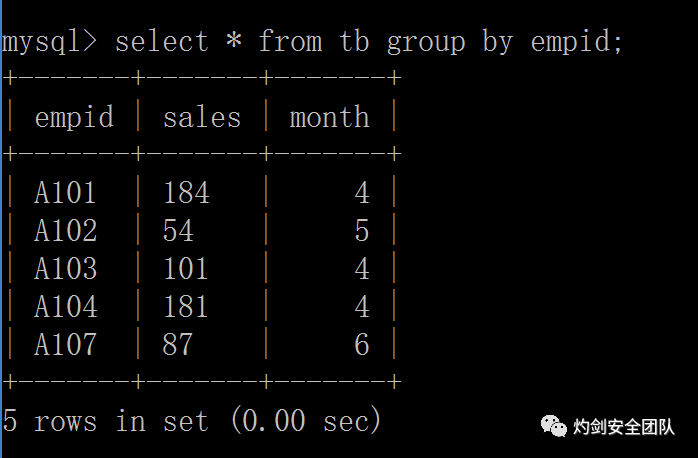 mysql> select * from tb group by empid;
+-------+-------+-------+
| empid | sales | month |
+-------+-------+-------+
| A101  | 184   |     4 |
| A102  | 54    |     5 |
| A103  | 101   |     4 |
| A104  | 181   |     4 |
| A107  | 87    |     6 |
+-------+-------+-------+
5 rows in set (0.00 sec)
灼剑安全团队